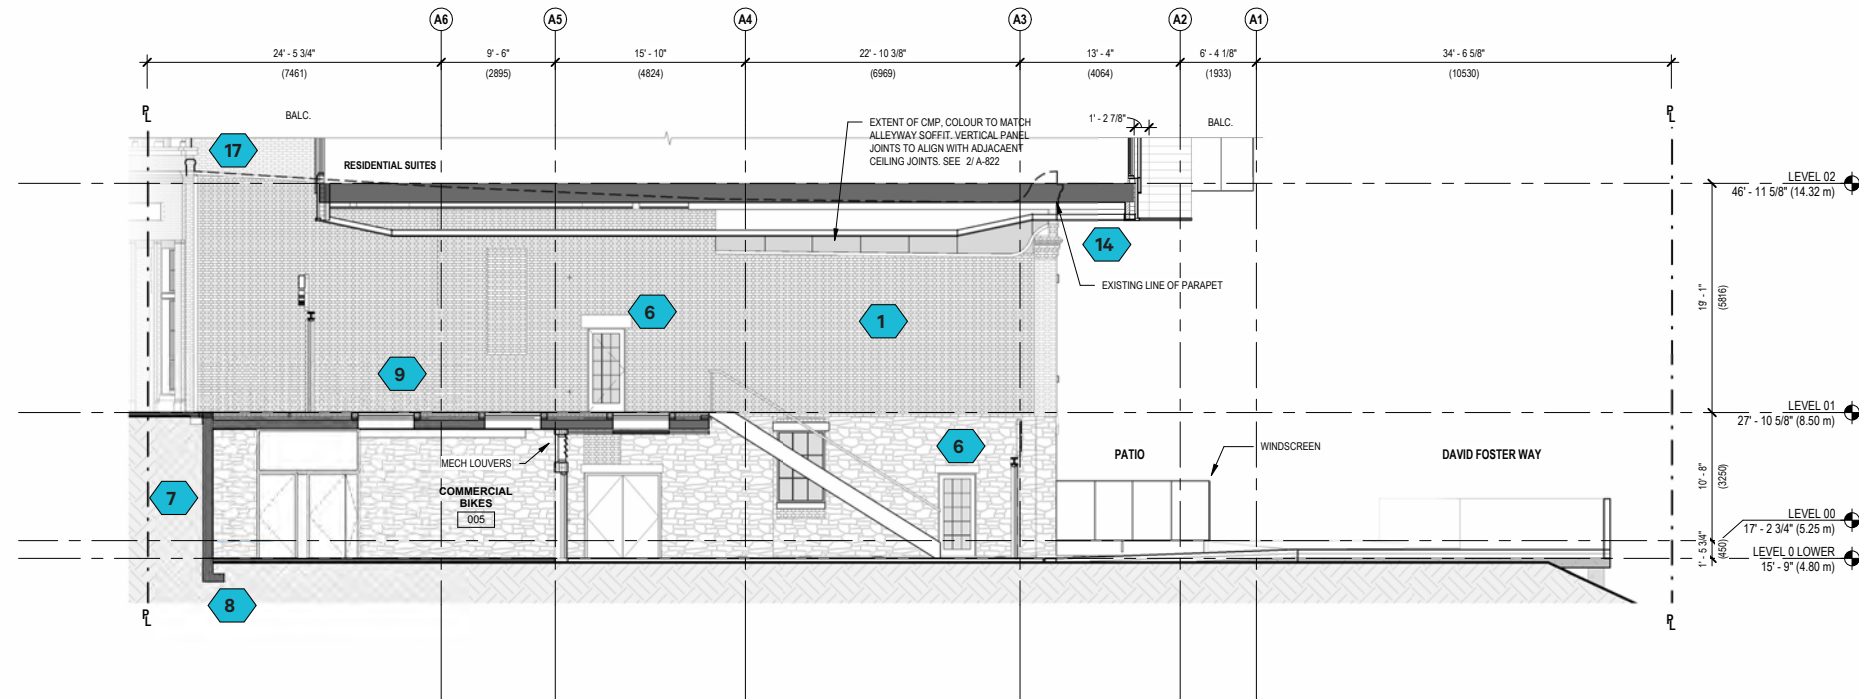 A6
A5
A4
A3
A2
A1
24' - 5 3/4"
(7461)
9' - 6"
(2895)
15' - 10"
(4824)
22' - 10 3/8"
(6969)
13' - 4"
(4064)
6' - 4 1/8"
(1933)
34' - 6 5/8"
(10530)
PL
PL
BALC.
EXTENT OF CMP, COLOUR TO MATCH
ALLEYWAY SOFFIT. VERTICAL PANEL
JOINTS TO ALIGN WITH ADJACAENT
CEILING JOINTS. SEE 2/ A-822
1' - 2 7/8"
BALC.
17
RESIDENTIAL SUITES
LEVEL 02
46' - 11 5/8" (14.32 m)
14
EXISTING LINE OF PARAPET
6
1
19' - 1"
(5816)
9
LEVEL 01
27' - 10 5/8" (8.50 m)
6
WINDSCREEN
PATIO
DAVID FOSTER WAY
MECH LOUVERS
10' - 8"
(3250)
COMMERCIAL
BIKES
005
7
LEVEL 00
17' - 2 3/4" (5.25 m)
1' - 5 3/4"
(450)
LEVEL 0 LOWER
15' - 9" (4.80 m)
8
PL
PL